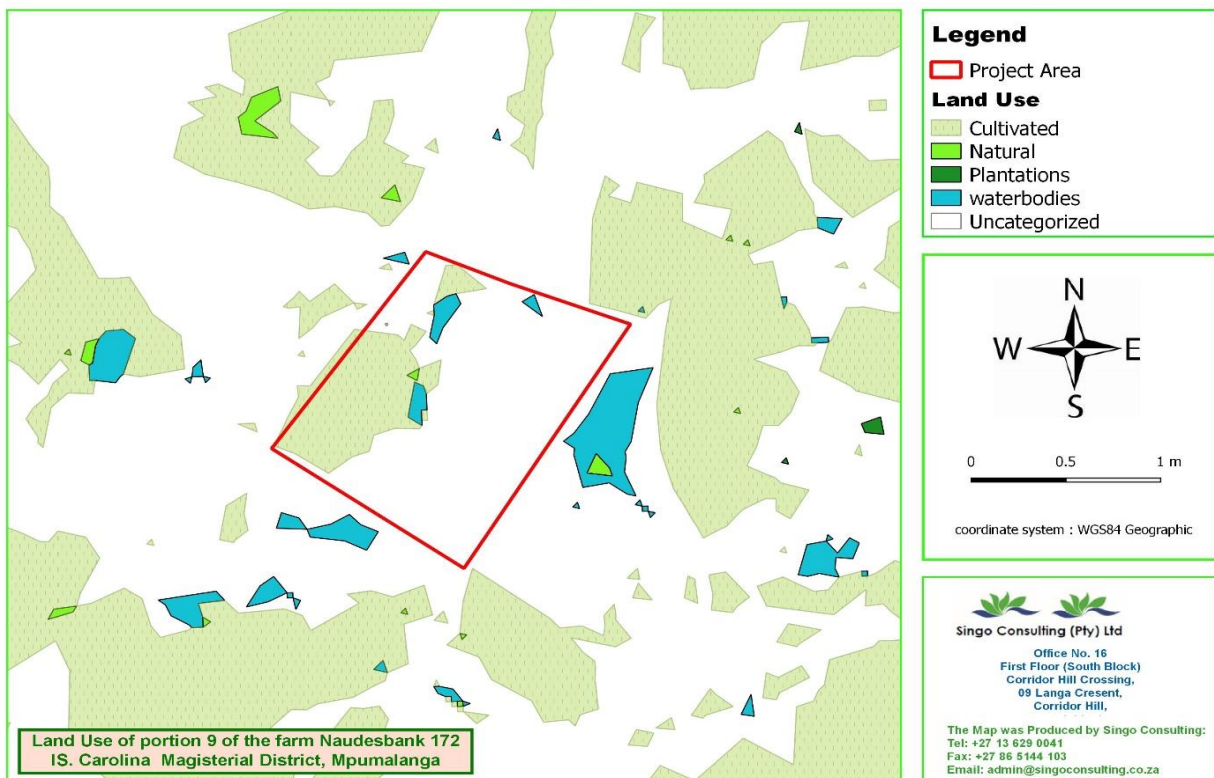 Legend
Project Area
Land Use
Cultivated
Natural
Plantations
waterbodies
Uncategorized
N
W E
S
0 0.5 1 m
coordinate system : WGS84 Geographic
Singo Consulting (Pty) Ltd
Office No. 16
First Floor (South Block)
Corridor Hill Crossing,
09 Langa Cresent,
Corridor Hill,
The Map was Produced by Singo Consulting:
Tel: +27 13 629 0041
Fax: +27 86 5144 103
Email: admin@singoconsulting.co.za
Land Use of portion 9 of the farm Naudesbank 172
IS. Carolina Magisterial District, Mpumalanga